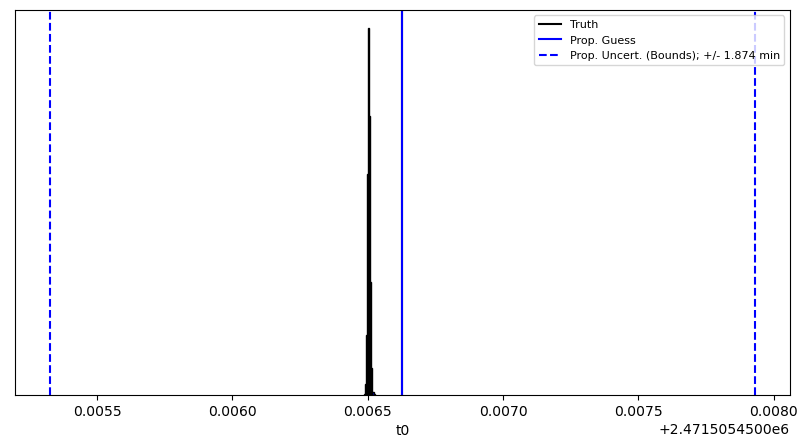 Truth
Prop. Guess
Prop. Uncert. (Bounds); +/- 1.874 min
0.0055 0.0060 0.0065 0.0070 0.0075 0.0080
t0
+2.4715054500e6